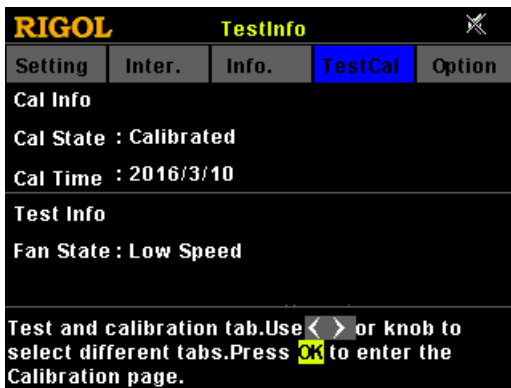 RIGOL TestInfo
Setting Inter. Info. TestCal Option
Cal Info
Cal State : Calibrated
Cal Time : 2016/3/10
Test Info
Fan State : Low Speed
Test and calibration tab.Use < > or knob to
select different tabs.Press OK to enter the
Calibration page.